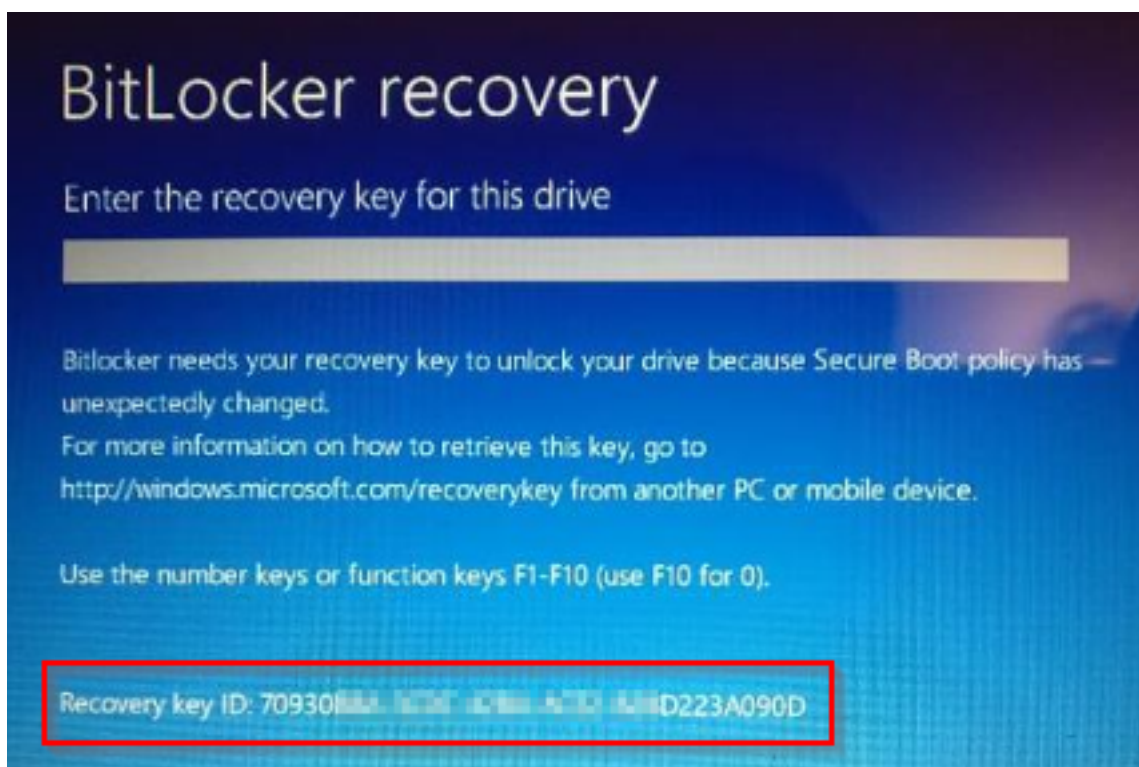 BitLocker recovery
Enter the recovery key for this drive
Bitlocker needs your recovery key to unlock your drive because Secure Boot policy has
unexpectedly changed.
For more information on how to retrieve this key, go to
http://windows.microsoft.com/recoverykey from another PC or mobile device.
Use the number keys or function keys F1-F10 (use F10 for 0).
Recovery key ID: 70930 D223A090D